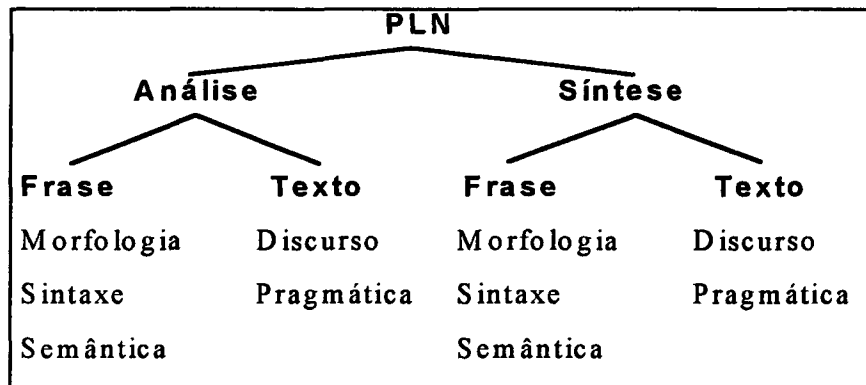 PLN
Análise Síntese
Frase Texto Frase Texto
Morfologia Discurso Morfologia Discurso
Sintaxe Pragmática Sintaxe Pragmática
Semântica Semântica